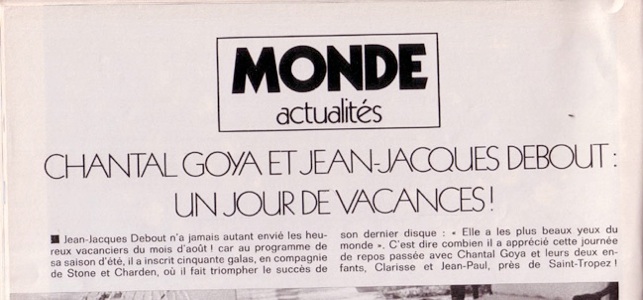 MONDE
actualités
CHANTAL GOYA ET JEAN-JACQUES DEBOUT :
UN JOUR DE VACANCES !
■ Jean-Jacques Debout n'a jamais autant envié les heu-
reux vacanciers du mois d'août ! car au programme de
sa saison d'été, il a inscrit cinquante galas, en compagnie
de Stone et Charden, où il fait triompher le succès de
son dernier disque : « Elle a les plus beaux yeux du
monde ». C'est dire combien il a apprécié cette journée
de repos passée avec Chantal Goya et leurs deux en-
fants, Clarisse et Jean-Paul, près de Saint-Tropez !